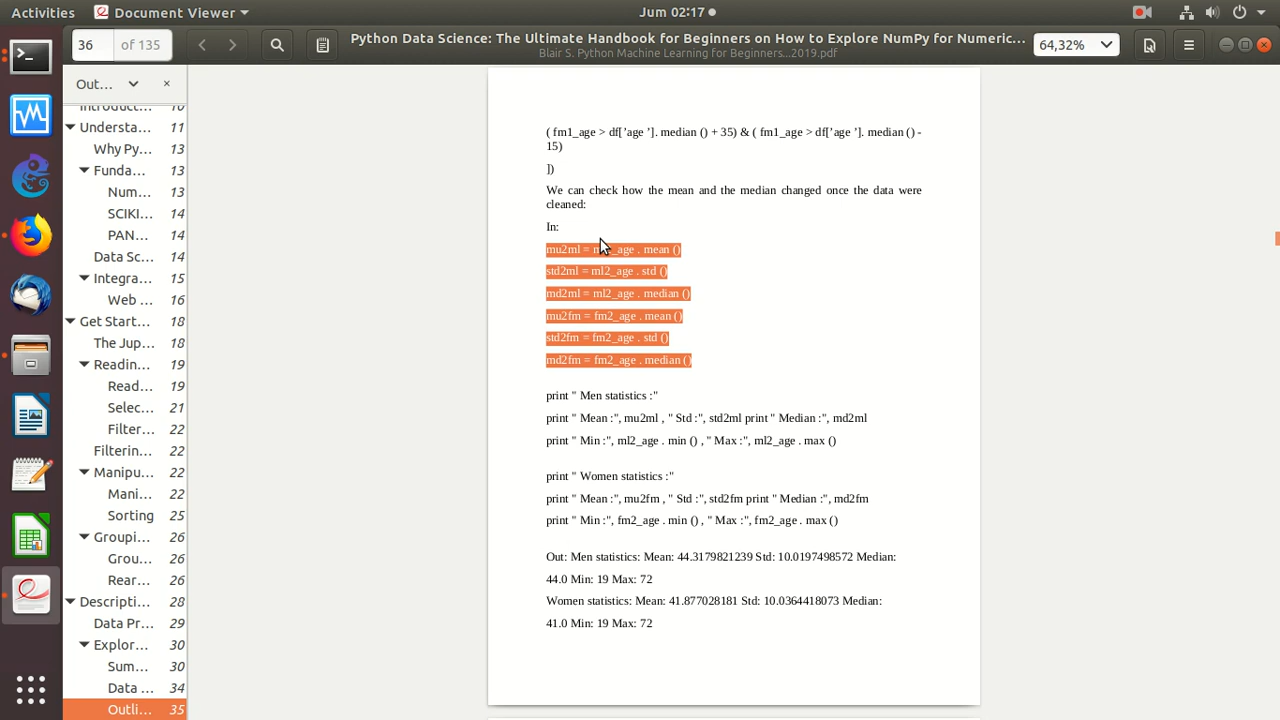 Activities Document Viewer Jum 02:17
36 of 135 Python Data Science: The Ultimate Handbook for Beginners on How to Explore NumPy for Numeric... 64,32%
Blair S. Python Machine Learning for Beginners...2019.pdf
Out...
Introduct... 10
Understa... 11
Why Py... 13
Funda... 13
Num... 13
SCIKI... 14
PAN... 14
Data Sc... 14
Integra... 15
Web ... 16
Get Start... 18
The Jup... 18
Readin... 19
Read... 19
Selec... 21
Filter... 22
Filterin... 22
Manipu... 22
Mani... 22
Sorting 25
Groupi... 26
Grou... 26
Rear... 26
Descripti... 28
Data Pr... 29
Explor... 30
Sum... 30
Data ... 34
Outli... 35
( fm1_age > df['age ']. median () + 35) & ( fm1_age > df['age ']. median () -
15)
])
We can check how the mean and the median changed once the data were
cleaned:
In:
mu2ml = ml2_age . mean ()
std2ml = ml2_age . std ()
md2ml = ml2_age . median ()
mu2fm = fm2_age . mean ()
std2fm = fm2_age . std ()
md2fm = fm2_age . median ()
print " Men statistics :"
print " Mean :", mu2ml , " Std :", std2ml print " Median :", md2ml
print " Min :", ml2_age . min () , " Max :", ml2_age . max ()
print " Women statistics :"
print " Mean :", mu2fm , " Std :", std2fm print " Median :", md2fm
print " Min :", fm2_age . min () , " Max :", fm2_age . max ()
Out: Men statistics: Mean: 44.3179821239 Std: 10.0197498572 Median:
44.0 Min: 19 Max: 72
Women statistics: Mean: 41.877028181 Std: 10.0364418073 Median:
41.0 Min: 19 Max: 72